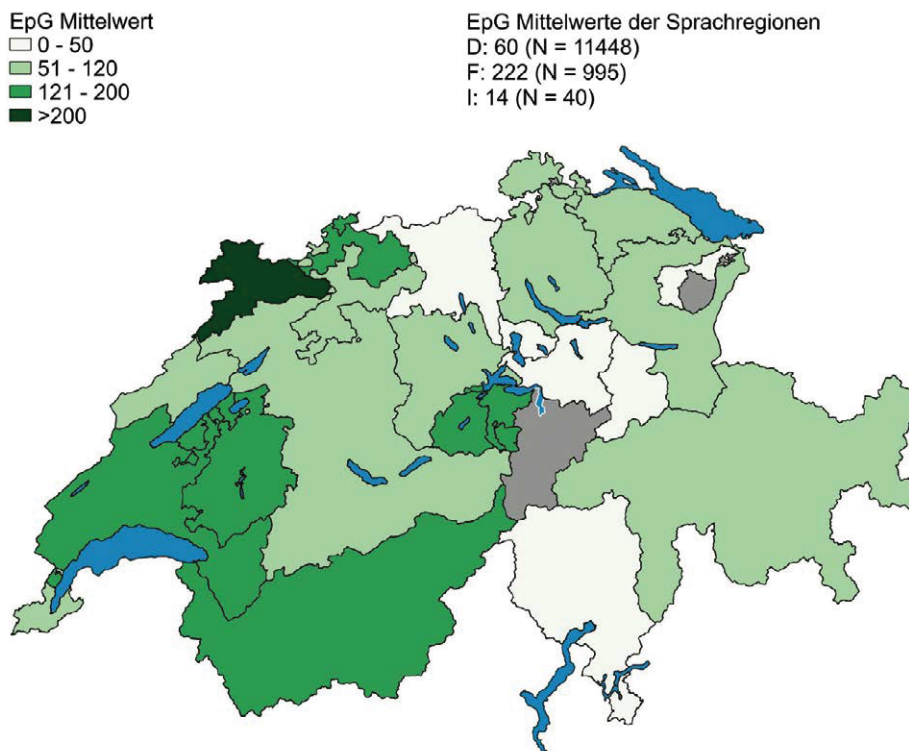 EpG Mittelwert
0 - 50
51 - 120
121 - 200
>200
EpG Mittelwerte der Sprachregionen
D: 60 (N = 11448)
F: 222 (N = 995)
I: 14 (N = 40)